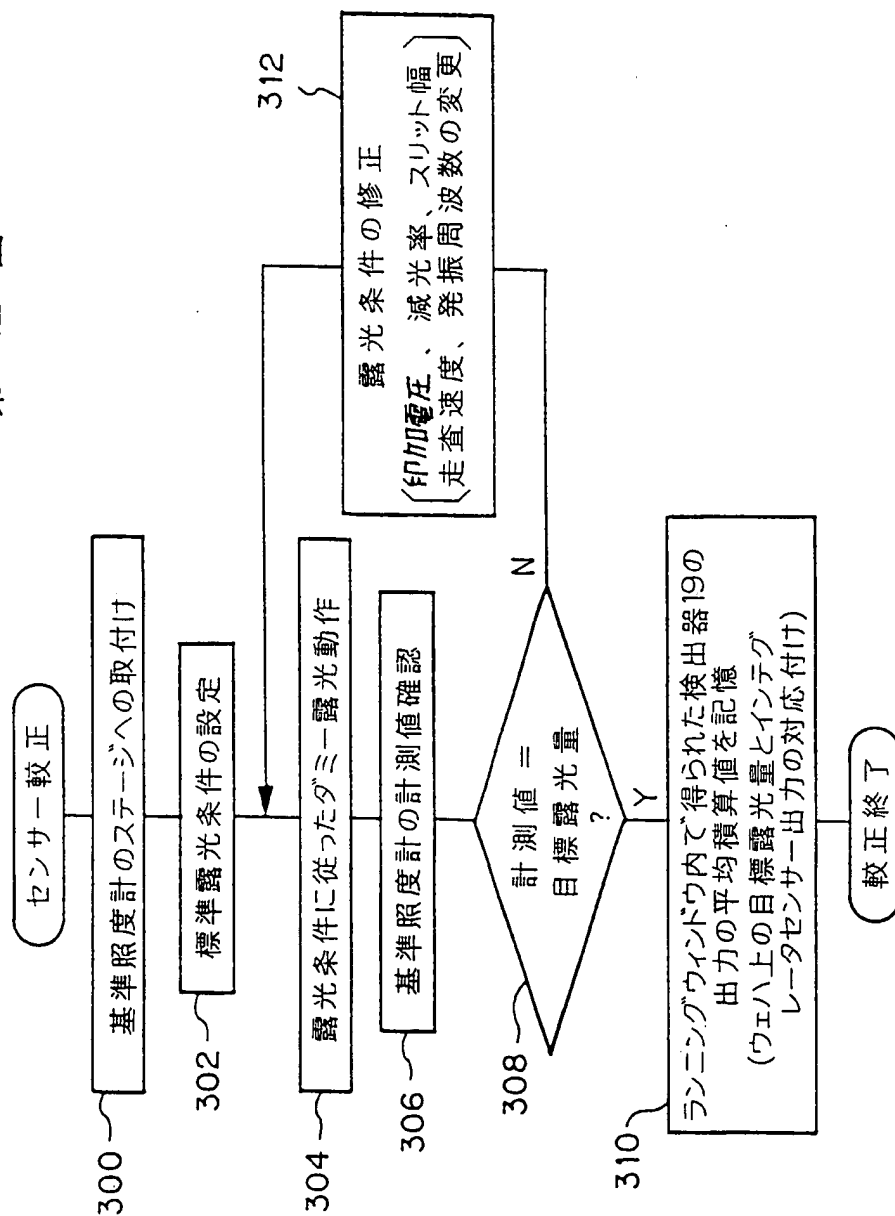 センサー較正
300
基準照度計のステージへの取付け
302
標準露光条件の設定
304
露光条件に従ったダミー露光動作
306
基準照度計の計測値確認
308
計測値＝
目標露光量
?
N
Y
312
露光条件の修正
(印加電圧、減光率、スリット幅
走査速度、発振周波数の変更)
310
ランニングウィンドウ内で得られた検出器19の
出力の平均積算値を記憶
(ウェハ上の目標露光量とインテグ
レータセンサー出力の対応付け)
較正終了